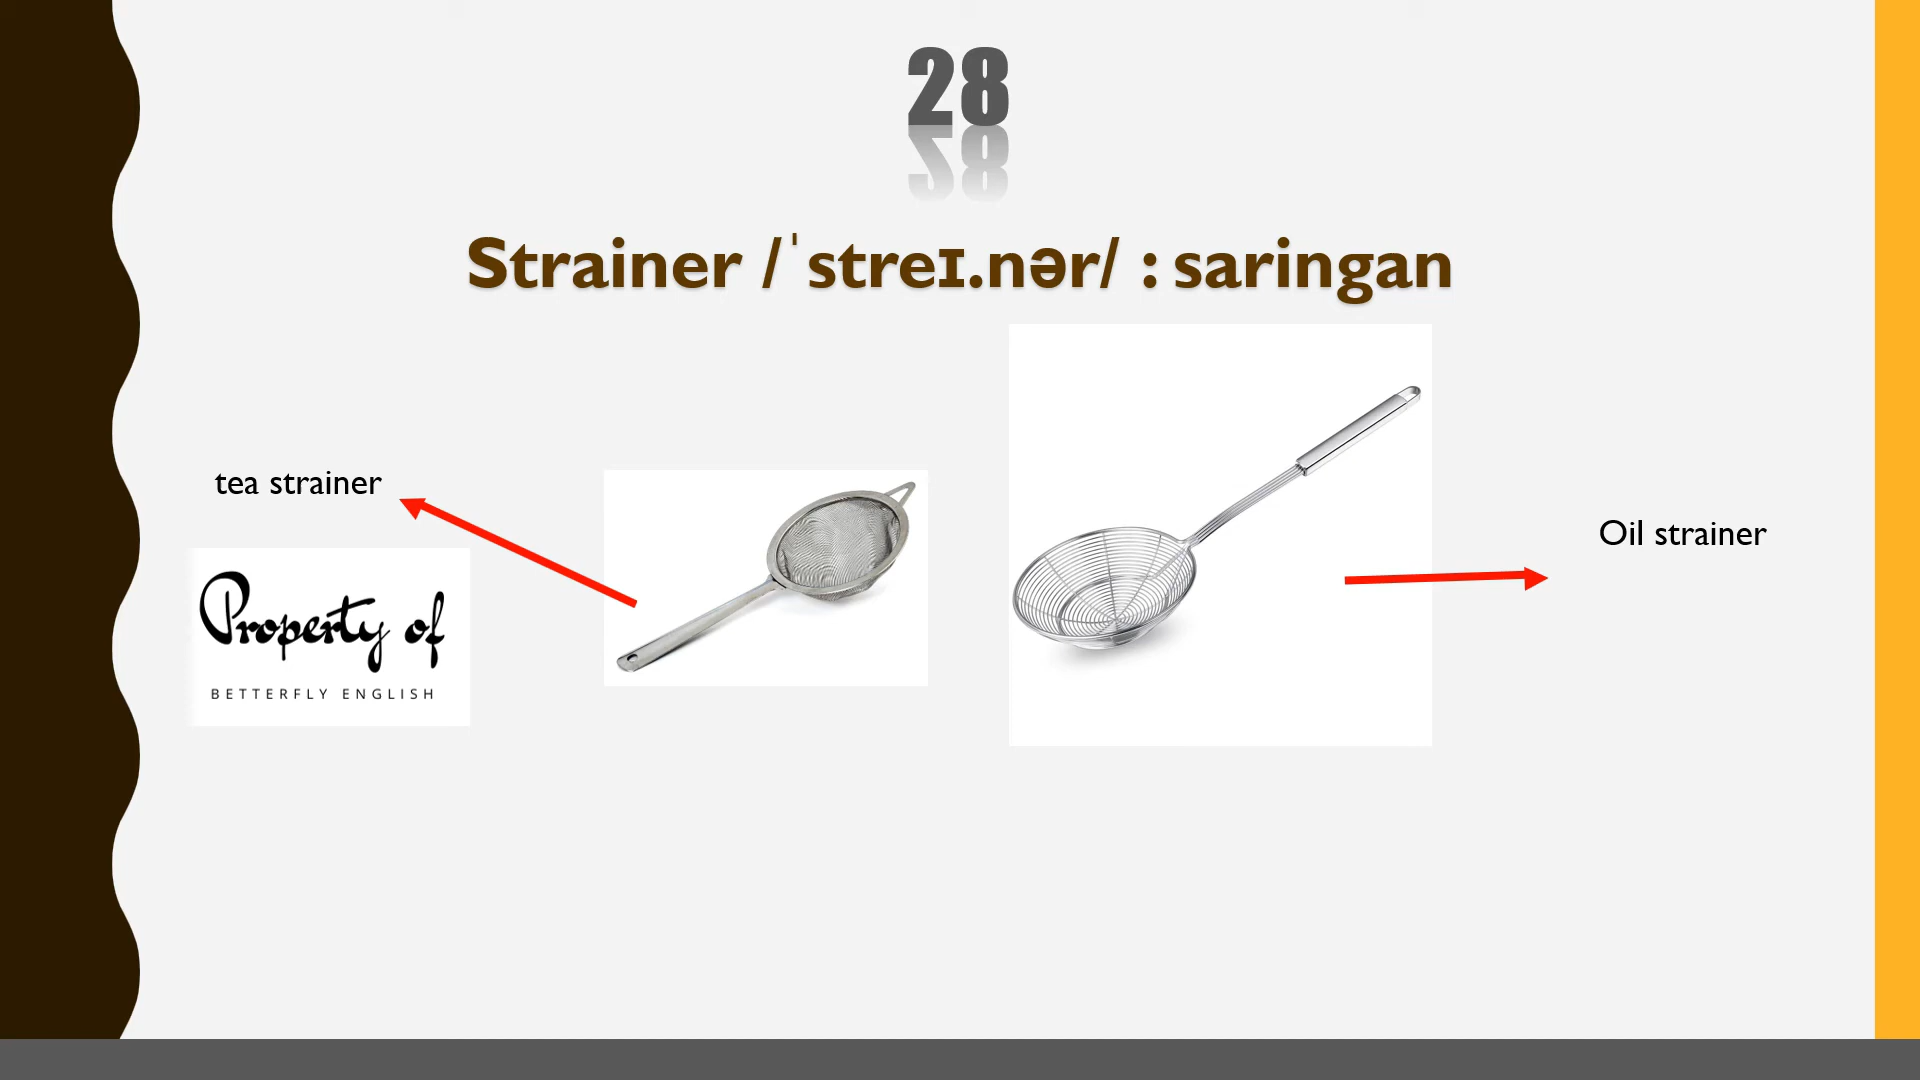 28
Strainer /ˈstreɪ.nər/ : saringan
tea strainer
Oil strainer
Property of
BETTERFLY ENGLISH